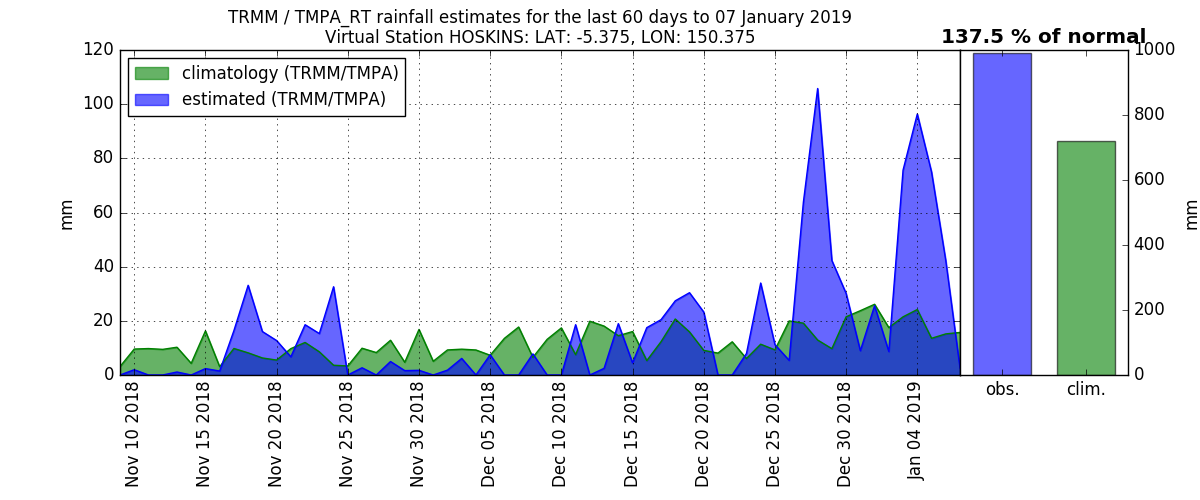 TRMM / TMPA_RT rainfall estimates for the last 60 days to 07 January 2019
Virtual Station HOSKINS: LAT: -5.375, LON: 150.375
137.5 % of normal
climatology (TRMM/TMPA)
estimated (TRMM/TMPA)
mm
120
100
80
60
40
20
0
Nov 10 2018
Nov 15 2018
Nov 20 2018
Nov 25 2018
Nov 30 2018
Dec 05 2018
Dec 10 2018
Dec 15 2018
Dec 20 2018
Dec 25 2018
Dec 30 2018
Jan 04 2019
obs.
clim.
1000
800
600
400
200
0
mm